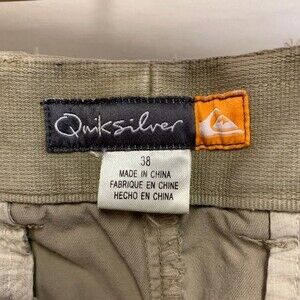 Quiksilver
38
MADE IN CHINA
FABRIQUE EN CHINE
HECHO EN CHINA